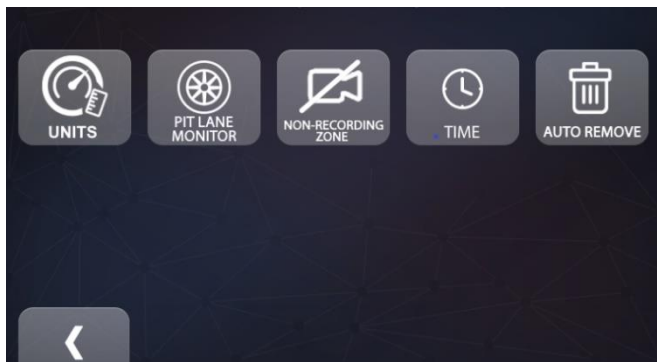 UNITS
PIT LANE
MONITOR
NON-RECORDING
ZONE
TIME
AUTO REMOVE